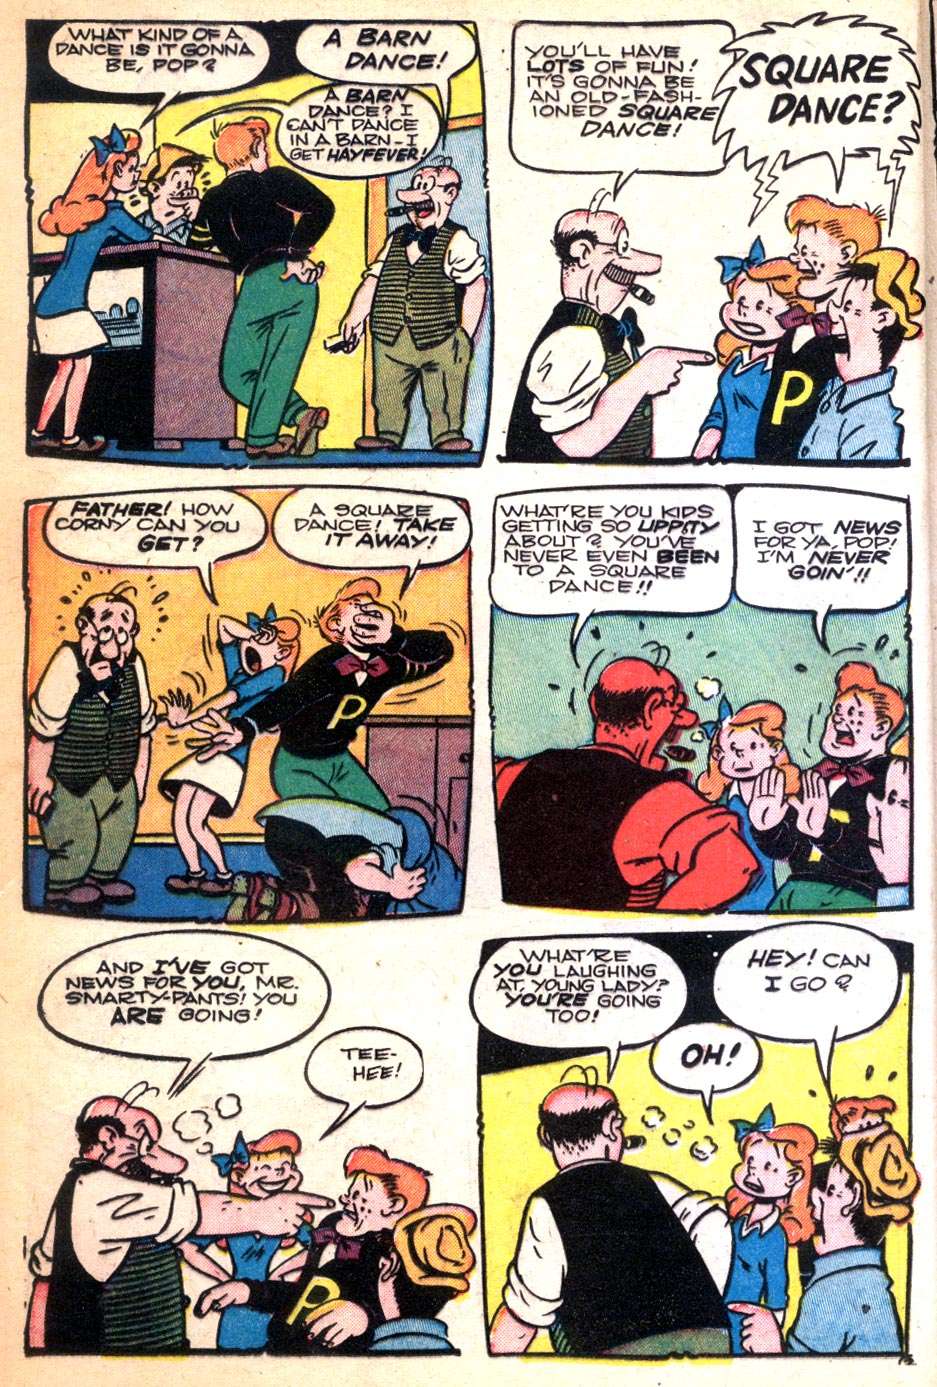 WHAT KIND OF A
DANCE IS IT GONNA
BE, POP?
A BARN
DANCE!
A BARN
DANCE? I
CAN'T DANCE
IN A BARN - I
GET HAYFEVER!
YOU'LL HAVE
LOTS OF FUN!
IT'S GONNA BE
AN OLD-FASH-
IONED SQUARE
DANCE!
SQUARE
DANCE?
P
FATHER! HOW
CORNY CAN YOU
GET?
A SQUARE
DANCE! TAKE
IT AWAY!
P
WHAT'RE YOU KIDS
GETTING SO UPPITY
ABOUT? YOU'VE
NEVER EVEN BEEN
TO A SQUARE
DANCE!!
I GOT NEWS
FOR YA, POP!
I'M NEVER
GOIN'!!
AND I'VE GOT
NEWS FOR YOU, MR.
SMARTY-PANTS! YOU
ARE GOING!
TEE-
HEE!
P
WHAT'RE
YOU LAUGHING
AT, YOUNG LADY?
YOU'RE GOING
TOO!
OH!
HEY! CAN
I GO?